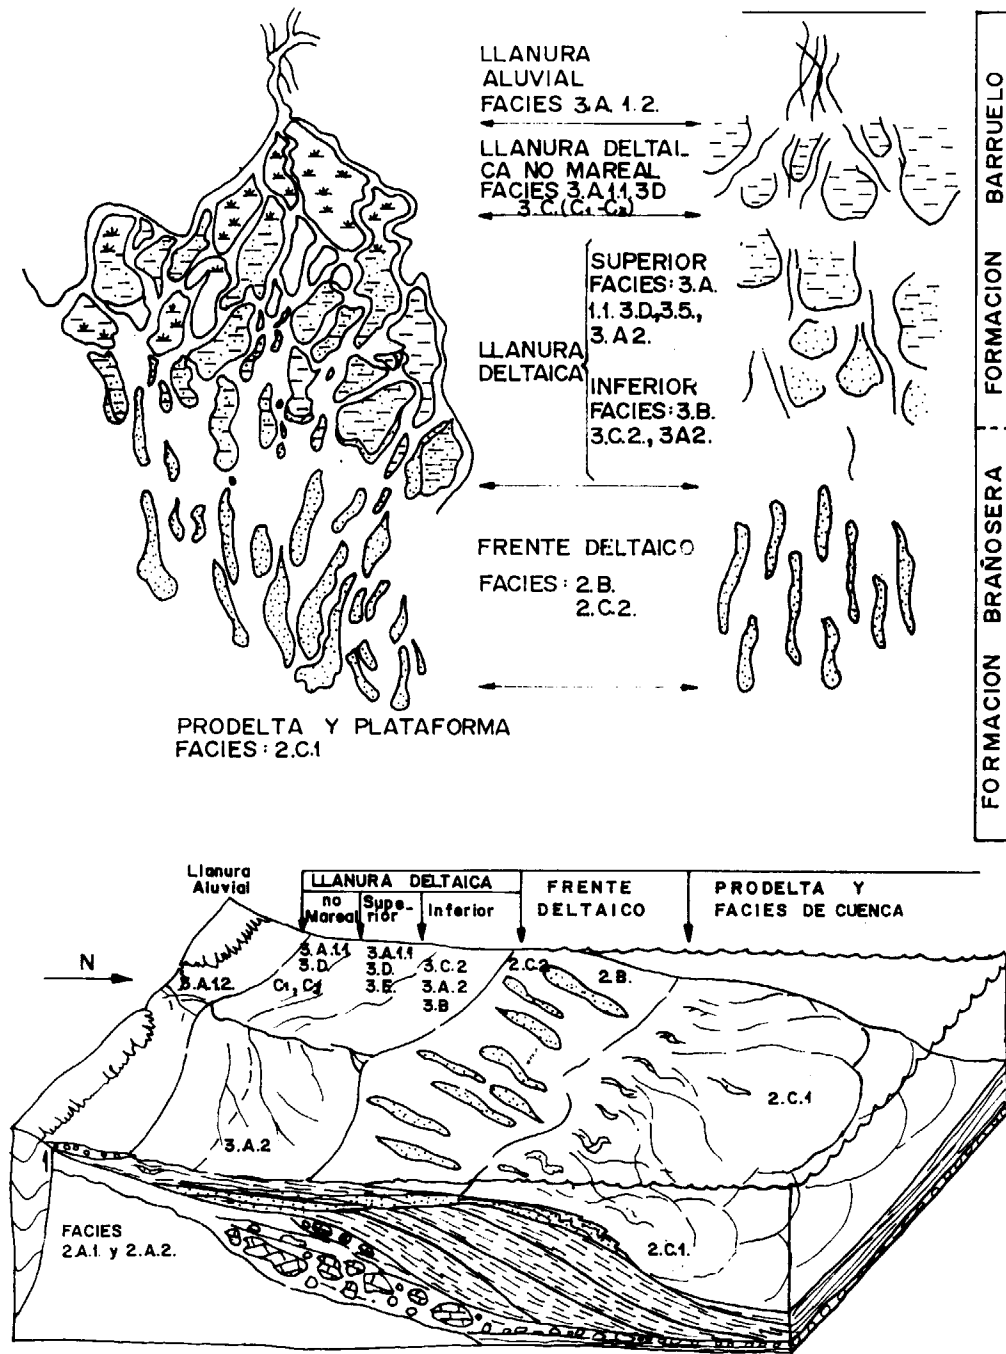 LLANURA
ALUVIAL
FACIES 3.A. 1.2.
LLANURA DELTAI_
CA NO MAREAL
FACIES 3.A.1.1,3D
3.C.(C₁-C₂)
SUPERIOR
FACIES: 3.A.
1.1. 3.D.,3.5.,
3.A2.
LLANURA
DELTAICA
INFERIOR
FACIES: 3.B.
3.C.2., 3A2.
FRENTE DELTAICO
FACIES: 2.B.
2.C.2.
PRODELTA Y PLATAFORMA
FACIES: 2.C.1
FORMACION BARRUELO
FORMACION BRAÑOSERA
Llanura
Aluvial
LLANURA DELTAICA
no
Mareal
Supe-
rior
Inferior
FRENTE
DELTAICO
PRODELTA Y
FACIES DE CUENCA
N
3.A.1.2.
3.A.1.1
3.D.
3.A.1.1
3.D.
3.E.
3.C.2
3.A.2
3.B
2.C.2
2.B.
2.C.1
3.A.2
FACIES
2.A.1. y 2.A.2.
2.C.1.